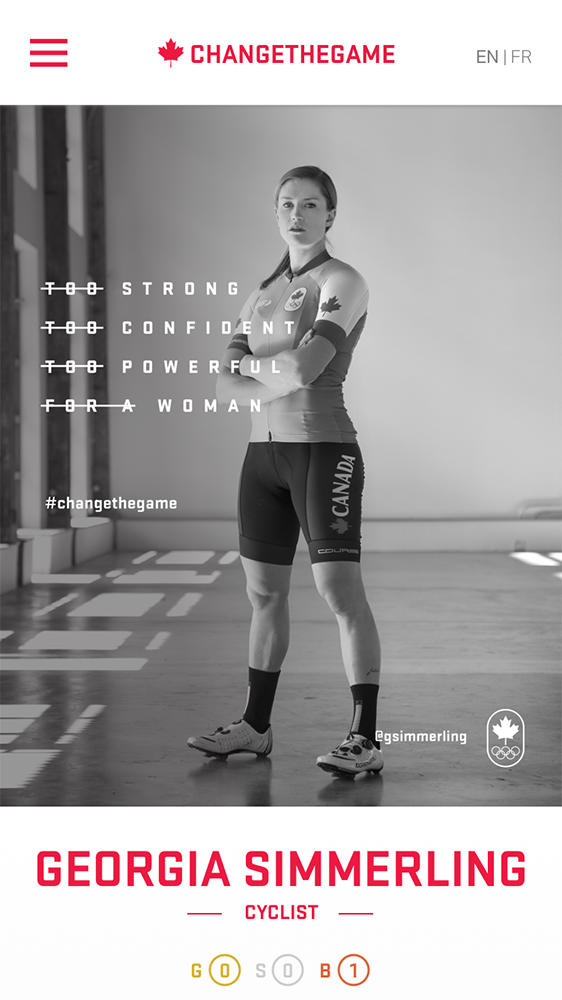 CHANGETHEGAME
EN | FR
TOO STRONG
TOO CONFIDENT
TOO POWERFUL
FOR A WOMAN
#changethegame
CANADA
COURSE
@gsimmerling
GEORGIA SIMMERLING
CYCLIST
G 0 S 0 B 1